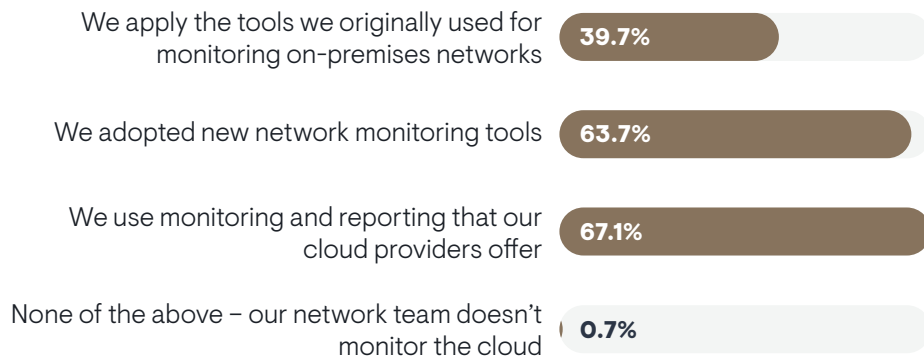 We apply the tools we originally used for
monitoring on-premises networks
39.7%
We adopted new network monitoring tools
63.7%
We use monitoring and reporting that our
cloud providers offer
67.1%
None of the above – our network team doesn’t
monitor the cloud
0.7%